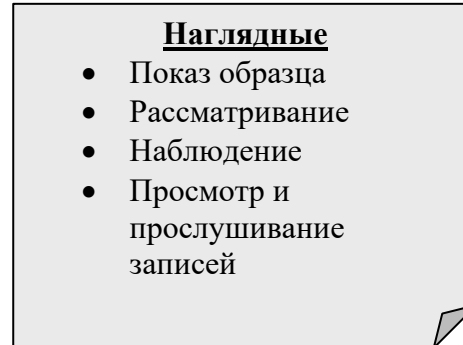 Наглядные
• Показ образца
• Рассматривание
• Наблюдение
• Просмотр и
прослушивание
записей